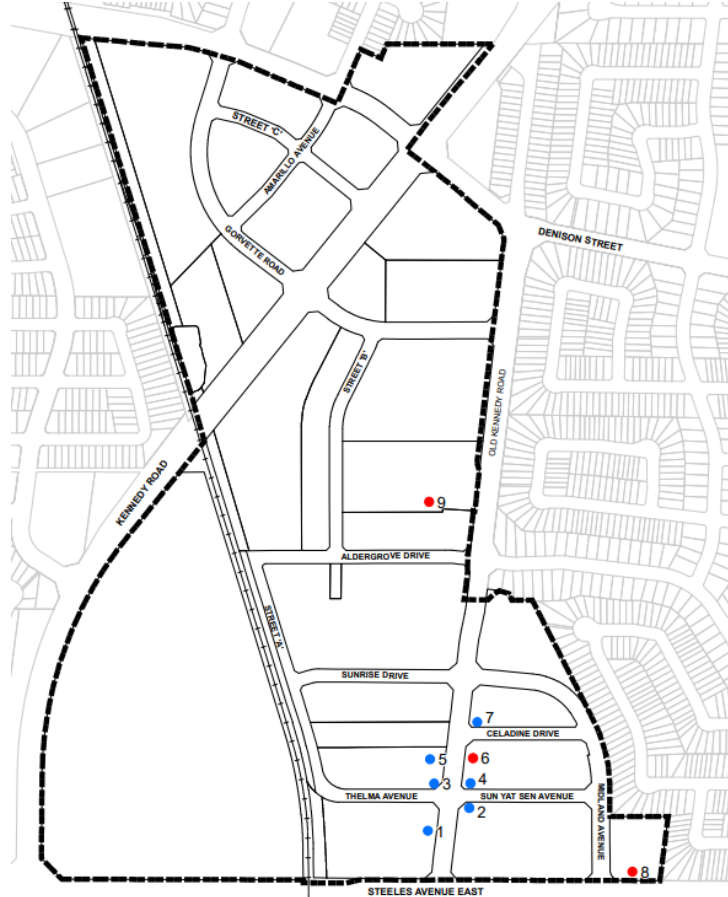 STREET 'C'
AMARILLO AVENUE
DENISON STREET
GORVETTE ROAD
STREET 'B'
OLD KENNEDY ROAD
KENNEDY ROAD
9
ALDERGROVE DRIVE
STREET 'A'
SUNRISE DRIVE
7
CELADINE DRIVE
5
6
3
4
THELMA AVENUE
SUN YAT SEN AVENUE
2
MIDLAND AVENUE
1
8
STEELES AVENUE EAST